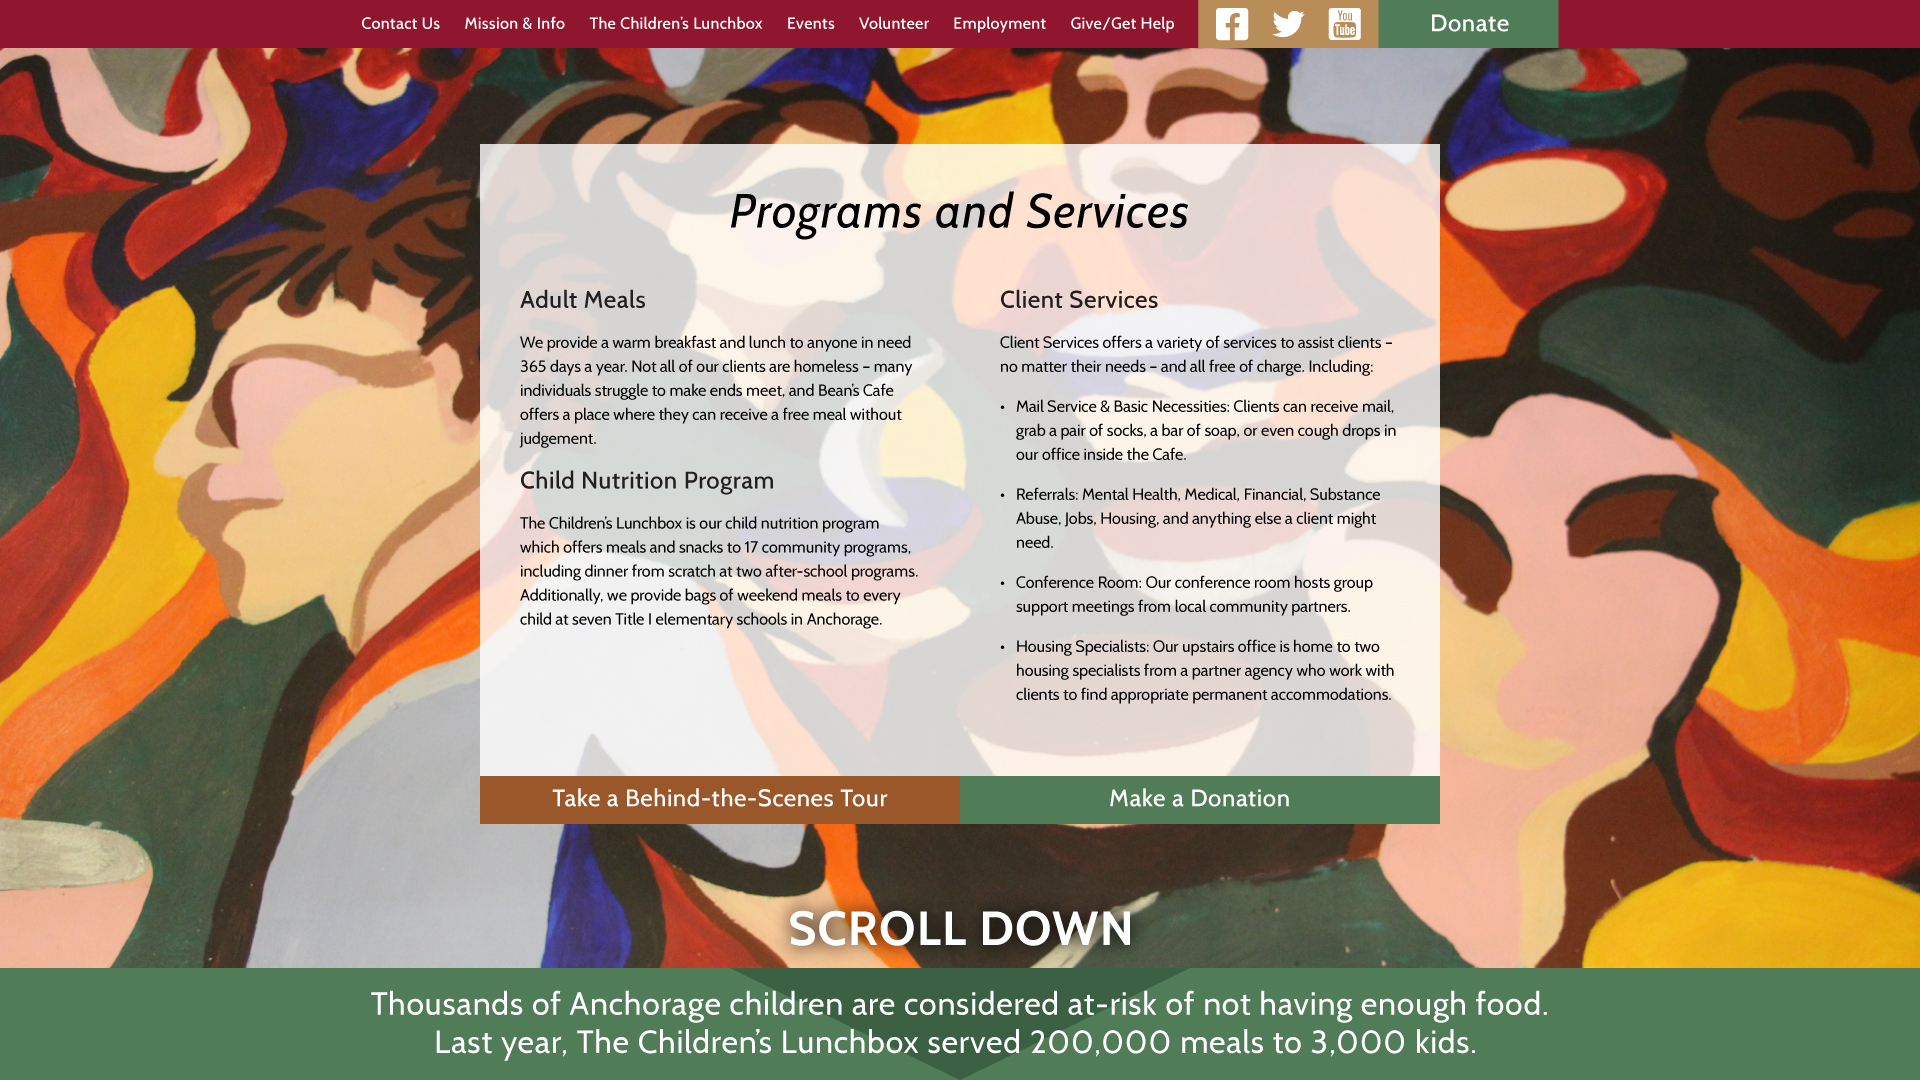 Contact Us Mission & Info The Children's Lunchbox Events Volunteer Employment Give/Get Help You Tube Donate
Programs and Services
Adult Meals
We provide a warm breakfast and lunch to anyone in need
365 days a year. Not all of our clients are homeless – many
individuals struggle to make ends meet, and Bean's Cafe
offers a place where they can receive a free meal without
judgement.
Child Nutrition Program
The Children's Lunchbox is our child nutrition program
which offers meals and snacks to 17 community programs,
including dinner from scratch at two after-school programs.
Additionally, we provide bags of weekend meals to every
child at seven Title I elementary schools in Anchorage.
Client Services
Client Services offers a variety of services to assist clients –
no matter their needs – and all free of charge. Including:
• Mail Service & Basic Necessities: Clients can receive mail,
grab a pair of socks, a bar of soap, or even cough drops in
our office inside the Cafe.
• Referrals: Mental Health, Medical, Financial, Substance
Abuse, Jobs, Housing, and anything else a client might
need.
• Conference Room: Our conference room hosts group
support meetings from local community partners.
• Housing Specialists: Our upstairs office is home to two
housing specialists from a partner agency who work with
clients to find appropriate permanent accommodations.
Take a Behind-the-Scenes Tour Make a Donation
SCROLL DOWN
Thousands of Anchorage children are considered at-risk of not having enough food.
Last year, The Children's Lunchbox served 200,000 meals to 3,000 kids.